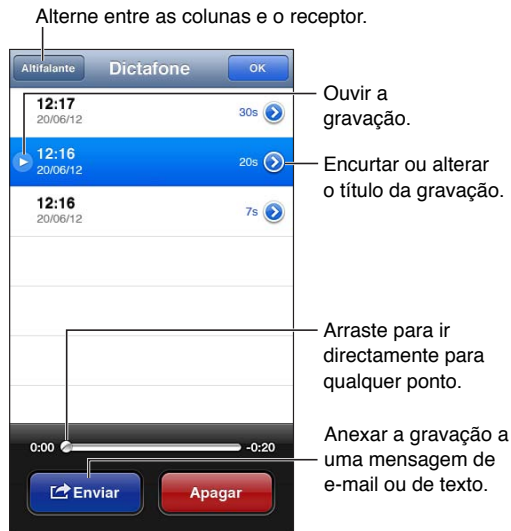 Alterne entre as colunas e o receptor.
Altifalante Dictafone OK
12:17
20/06/12
30s
Ouvir a
gravação.
12:16
20/06/12
20s
Encurtar ou alterar
o título da gravação.
12:16
20/06/12
7s
Arraste para ir
directamente para
qualquer ponto.
0:00 -0:20
Anexar a gravação a
uma mensagem de
e-mail ou de texto.
Enviar Apagar